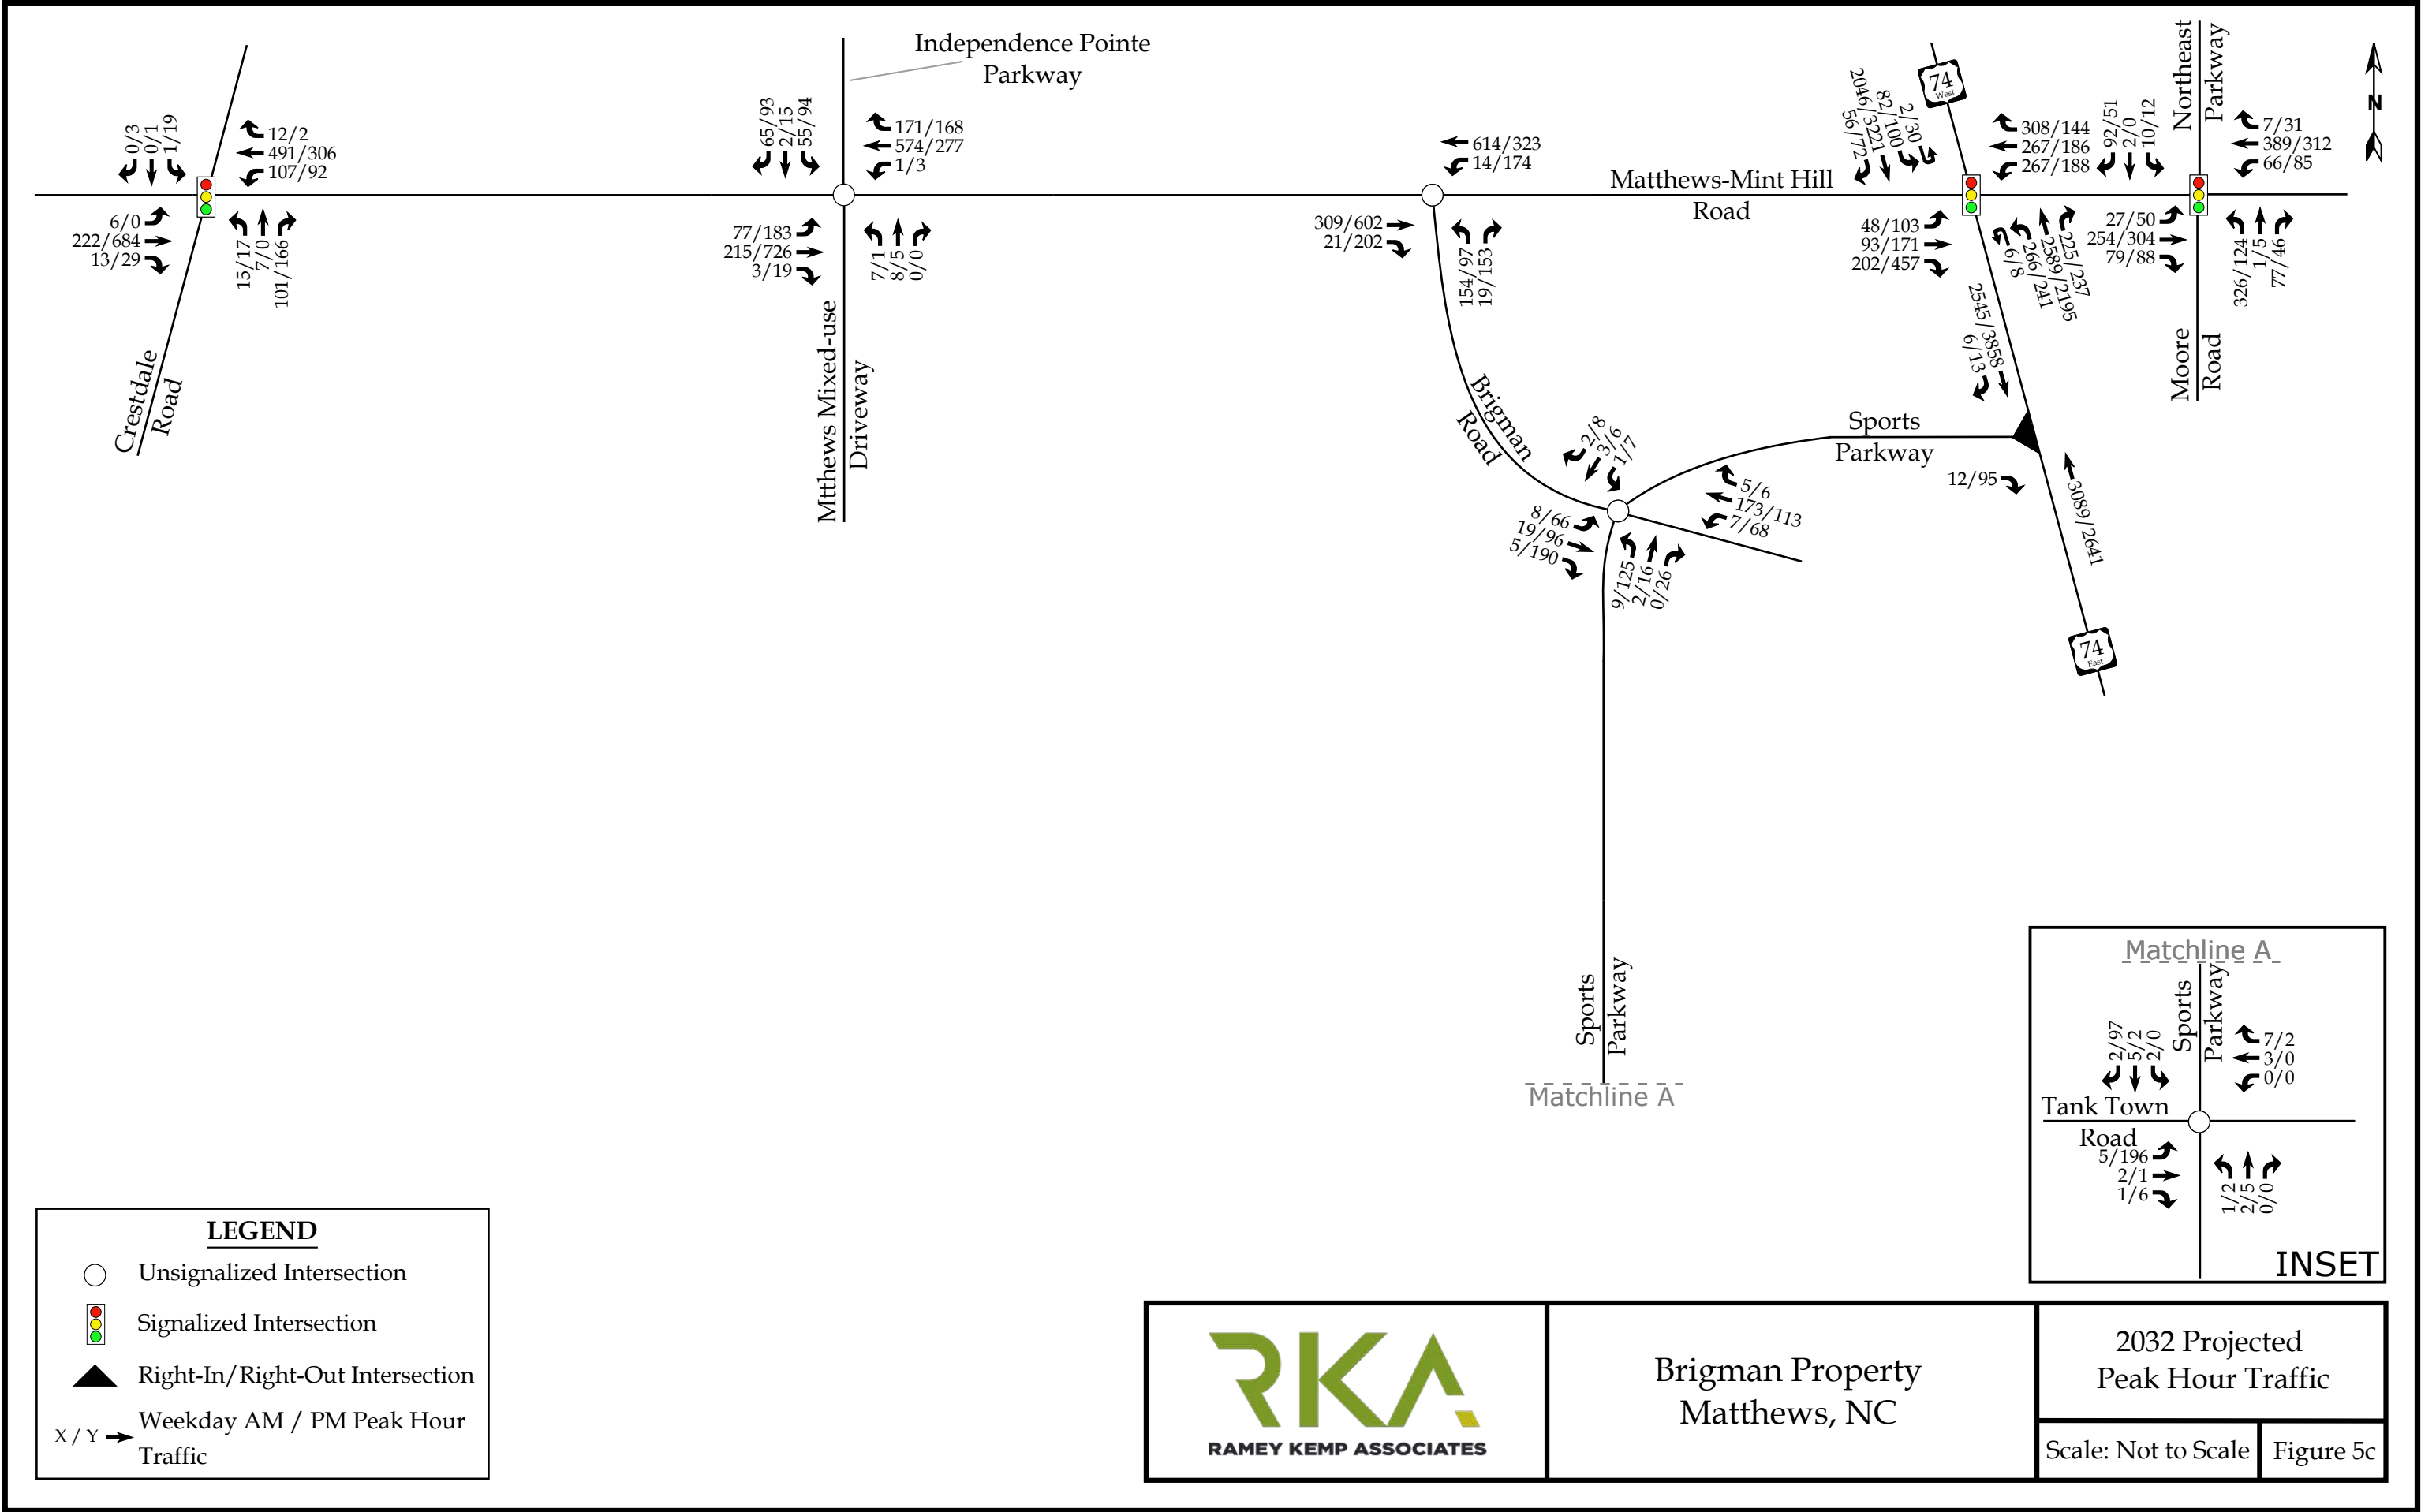 Independence Pointe
Parkway
0/3
0/1
1/19
12/2
491/306
107/92
6/0
222/684
13/29
15/17
7/0
101/166
Crestdale
Road
65/93
2/15
55/94
171/168
574/277
1/3
77/183
215/726
3/19
7/1
8/5
0/0
Mtthews Mixed-use
Driveway
614/323
14/174
309/602
21/202
154/97
19/153
Brigman
Road
Matthews-Mint Hill
Road
74
West
56/72
2046/3221
82/100
2/30
308/144
267/186
267/188
48/103
93/171
202/457
6/8
266/241
2589/2195
225/237
Northeast
Parkway
92/51
2/0
10/12
7/31
389/312
66/85
27/50
254/304
79/88
326/124
1/5
77/46
Moore
Road
N
2545/3858
6/13
Sports
Parkway
12/95
3089/2641
74
East
2/8
3/6
1/7
5/6
173/113
7/68
8/66
19/96
5/190
9/125
2/16
0/26
Sports
Parkway
Matchline A
Matchline A
Sports
Parkway
2/97
5/2
2/0
7/2
3/0
0/0
Tank Town
Road
5/196
2/1
1/6
1/2
2/5
0/0
INSET
LEGEND
Unsignalized Intersection
Signalized Intersection
Right-In/Right-Out Intersection
X / Y
Weekday AM / PM Peak Hour
Traffic
RKA
RAMEY KEMP ASSOCIATES
Brigman Property
Matthews, NC
2032 Projected
Peak Hour Traffic
Scale: Not to Scale
Figure 5c